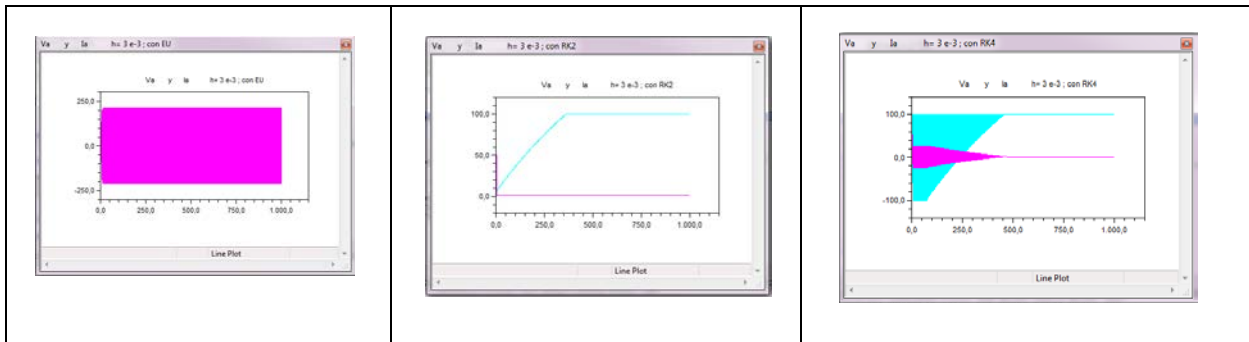 Va y Ia h= 3 e-3 ; con EU
Va y Ia h= 3 e-3 ; con EU
250,0
0,0
-250,0
0,0 250,0 500,0 750,0 1.000,0
Line Plot
Va y Ia h= 3 e-3 ; con RK2
Va y Ia h= 3 e-3 ; con RK2
100,0
50,0
0,0
0,0 250,0 500,0 750,0 1.000,0
Line Plot
Va y Ia h= 3 e-3 ; con RK4
Va y Ia h= 3 e-3 ; con RK4
100,0
0,0
-100,0
0,0 250,0 500,0 750,0 1.000,0
Line Plot